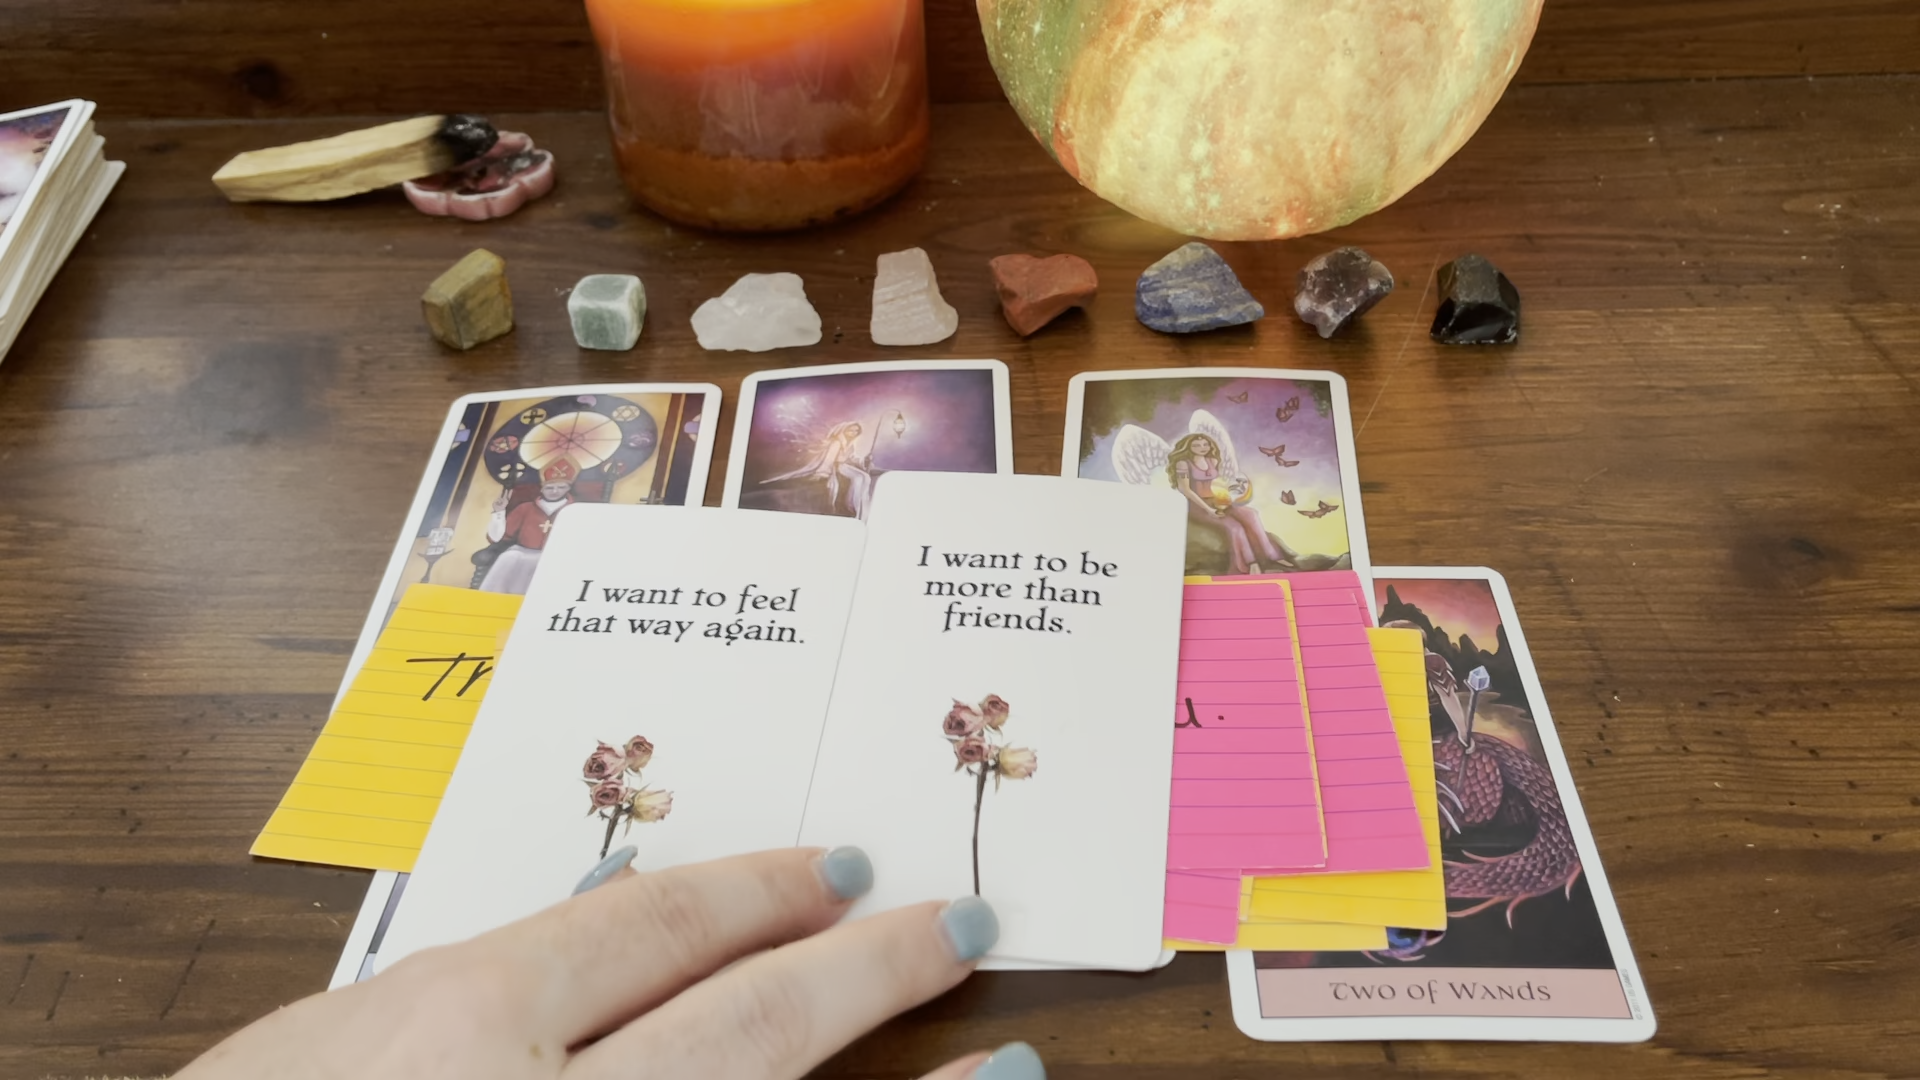 I want to feel
that way again.
I want to be
more than
friends.
Two of Wands